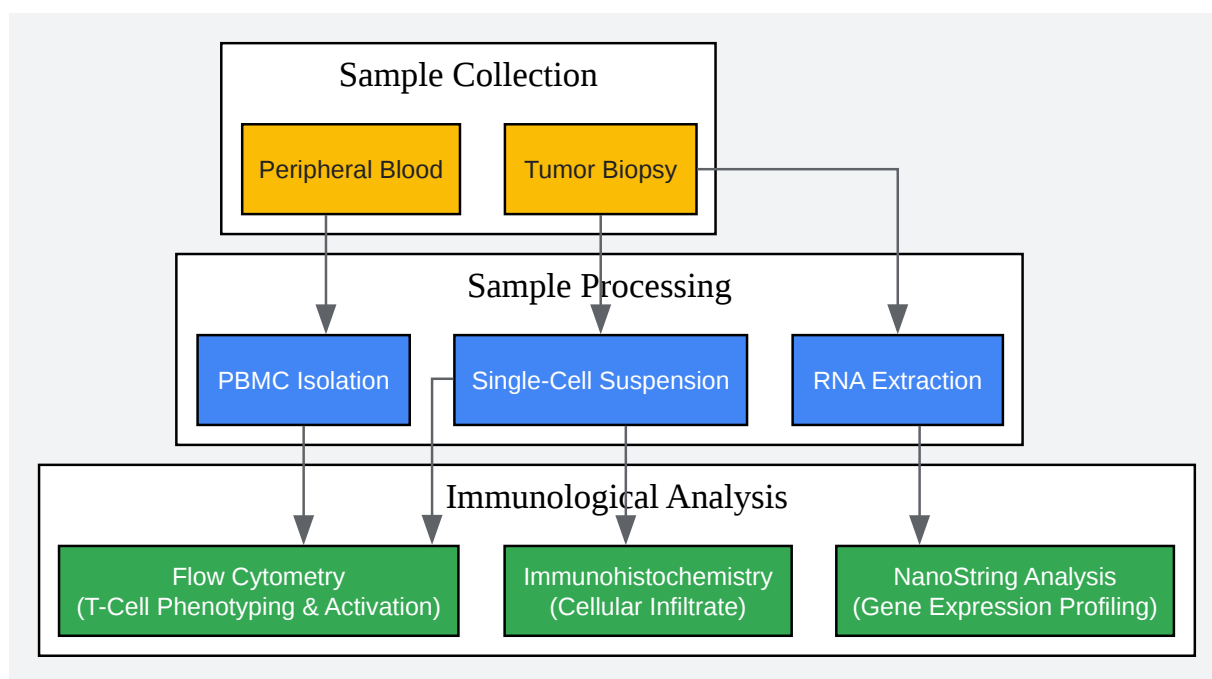 Sample Collection
Peripheral Blood
Tumor Biopsy
Sample Processing
PBMC Isolation
Single-Cell Suspension
RNA Extraction
Immunological Analysis
Flow Cytometry
(T-Cell Phenotyping & Activation)
Immunohistochemistry
(Cellular Infiltrate)
NanoString Analysis
(Gene Expression Profiling)